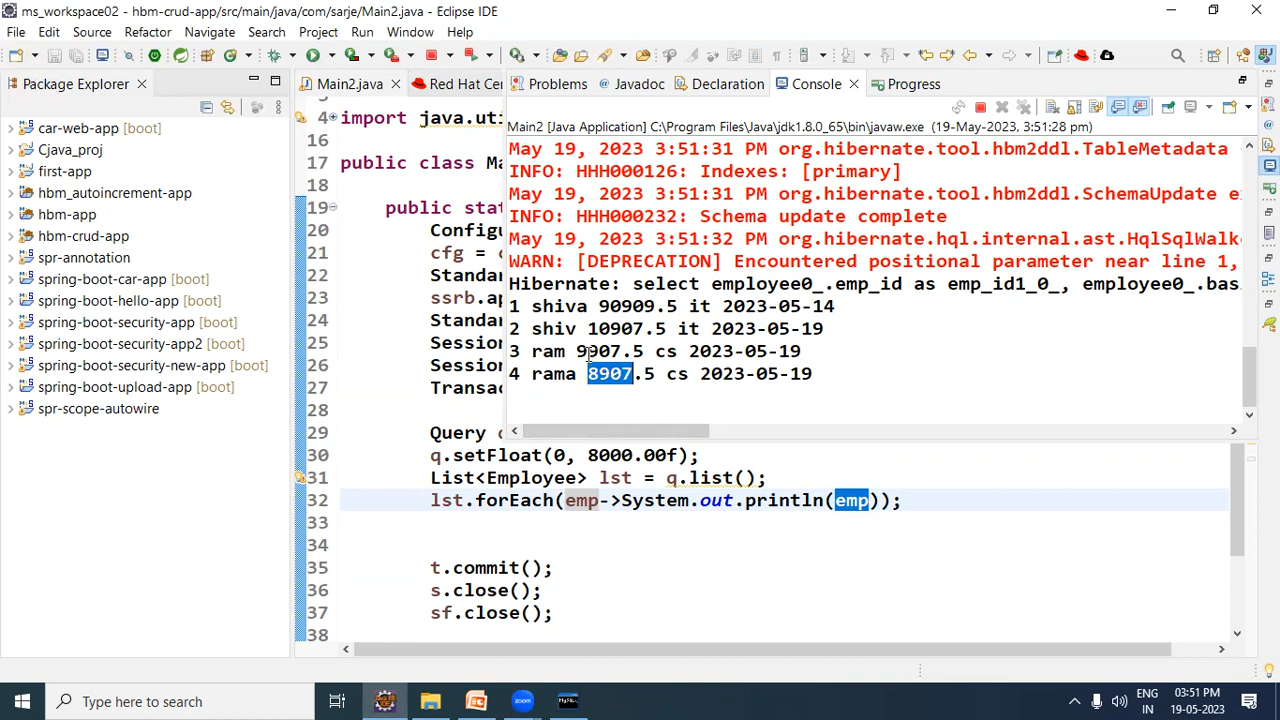 ms_workspace02 - hbm-crud-app/src/main/java/com/sarje/Main2.java - Eclipse IDE
File Edit Source Refactor Navigate Search Project Run Window Help
Package Explorer
car-web-app [boot]
Cjava_proj
first-app
hbm_autoincrement-app
hbm-app
hbm-crud-app
spr-annotation
spring-boot-car-app [boot]
spring-boot-hello-app [boot]
spring-boot-security-app [boot]
spring-boot-security-app2 [boot]
spring-boot-security-new-app [boot]
spring-boot-upload-app [boot]
spr-scope-autowire
Main2.java Red Hat Cen
4 import java.uti
16
17 public class Ma
18
19 public sta
20 Configu
21 cfg = c
22 Standar
23 ssrb.ap
24 Standar
25 Session
26 Session
27 Transac
28
29 Query q
30 q.setFloat(0, 8000.00f);
31 List<Employee> lst = q.list();
32 lst.forEach(emp->System.out.println(emp));
33
34
35 t.commit();
36 s.close();
37 sf.close();
38
Problems Javadoc Declaration Console Progress
Main2 [Java Application] C:\Program Files\Java\jdk1.8.0_65\bin\javaw.exe (19-May-2023, 3:51:28 pm)
May 19, 2023 3:51:31 PM org.hibernate.tool.hbm2ddl.TableMetadata
INFO: HHH000126: Indexes: [primary]
May 19, 2023 3:51:31 PM org.hibernate.tool.hbm2ddl.SchemaUpdate ex
INFO: HHH000232: Schema update complete
May 19, 2023 3:51:32 PM org.hibernate.hql.internal.ast.HqlSqlWalke
WARN: [DEPRECATION] Encountered positional parameter near line 1,
Hibernate: select employee0_.emp_id as emp_id1_0_, employee0_.bas
1 shiva 90909.5 it 2023-05-14
2 shiv 10907.5 it 2023-05-19
3 ram 9907.5 cs 2023-05-19
4 rama 8907.5 cs 2023-05-19
Type here to search
ENG
IN
03:51 PM
19-05-2023